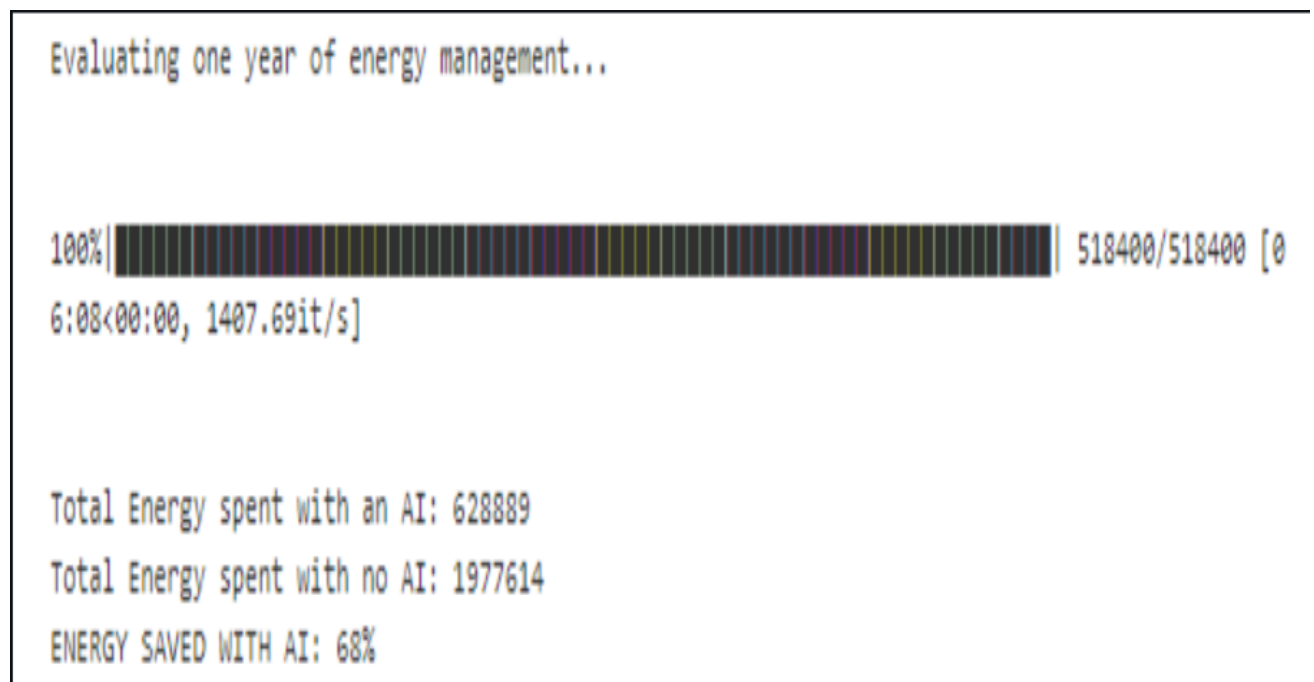 Evaluating one year of energy management...
100%| | 518400/518400 [0
6:08<00:00, 1407.69it/s]
Total Energy spent with an AI: 628889
Total Energy spent with no AI: 1977614
ENERGY SAVED WITH AI: 68%